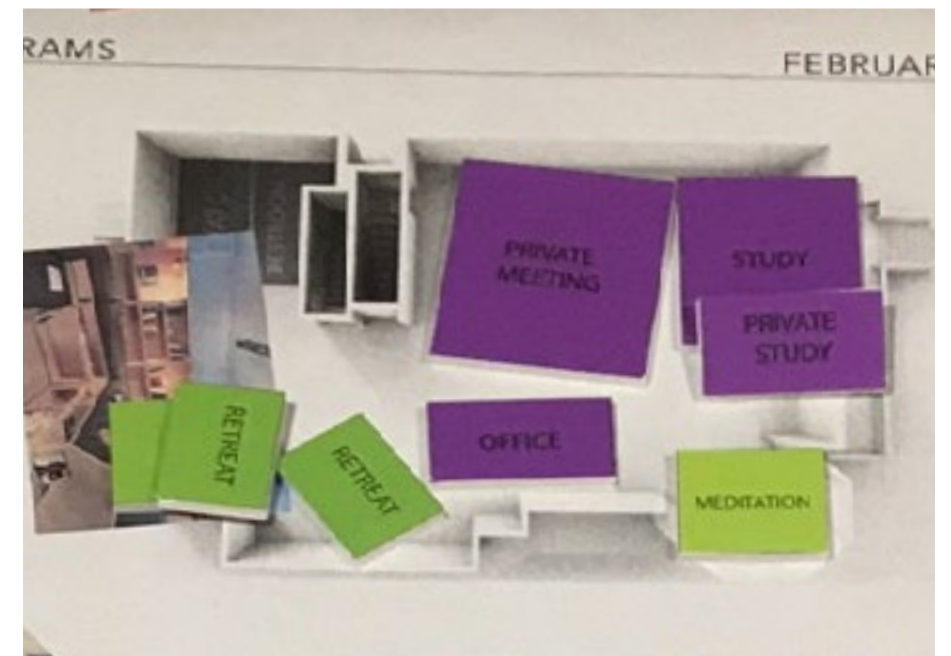 RAMS
FEBRUAR
PRIVATE
MEETING
STUDY
PRIVATE
STUDY
RETREAT
RETREAT
OFFICE
MEDITATION